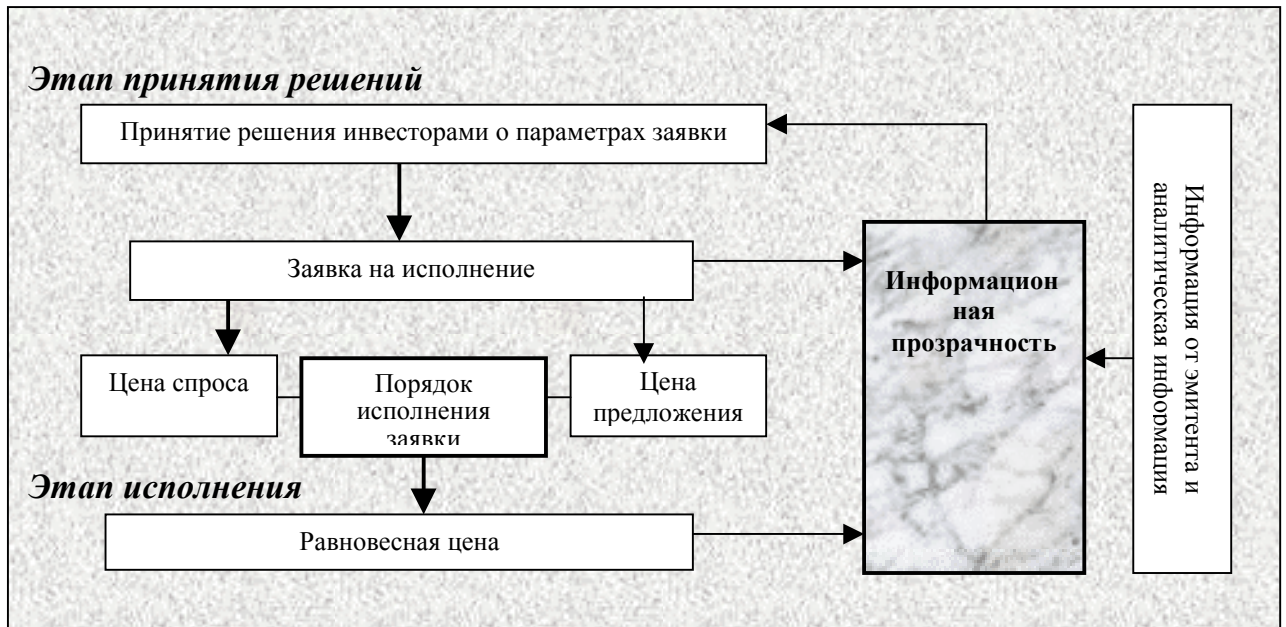 Этап принятия решений
Принятие решения инвесторами о параметрах заявки
Заявка на исполнение
Цена спроса
Порядок
исполнения
заявки
Цена
предложения
Этап исполнения
Равновесная цена
Информацион
ная
прозрачность
Информация от эмитента и
аналитическая информация